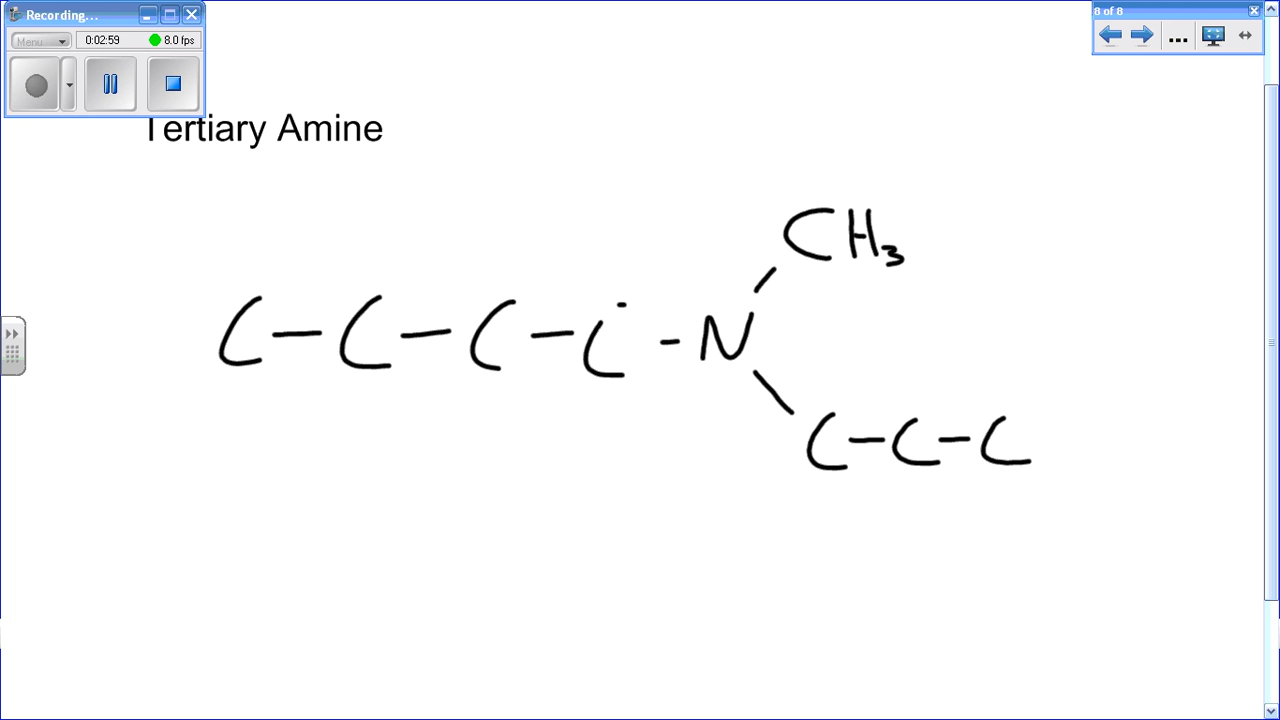 Recording...
8 of 8
Menu
0:02:59
8.0 fps
...
Tertiary Amine
CH3
C - C - C - C - N
C - C - C